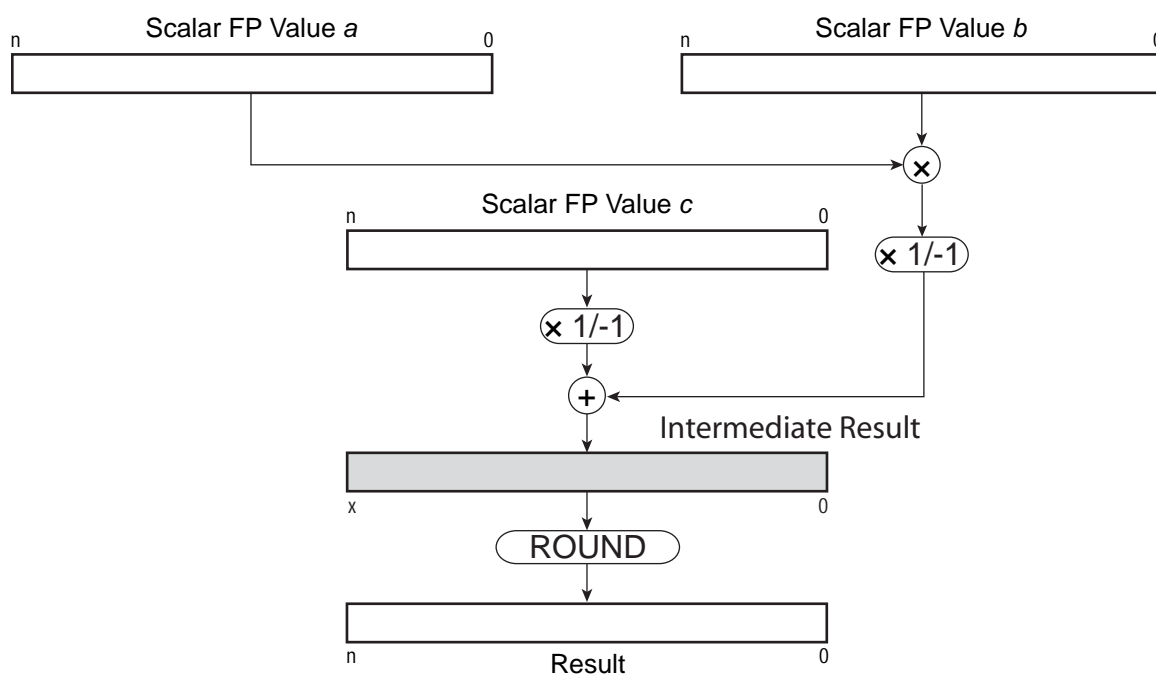 Scalar FP Value a
Scalar FP Value b
n 0
n 0
×
Scalar FP Value c
n 0
× 1/-1
× 1/-1
+
Intermediate Result
x 0
ROUND
n 0
Result